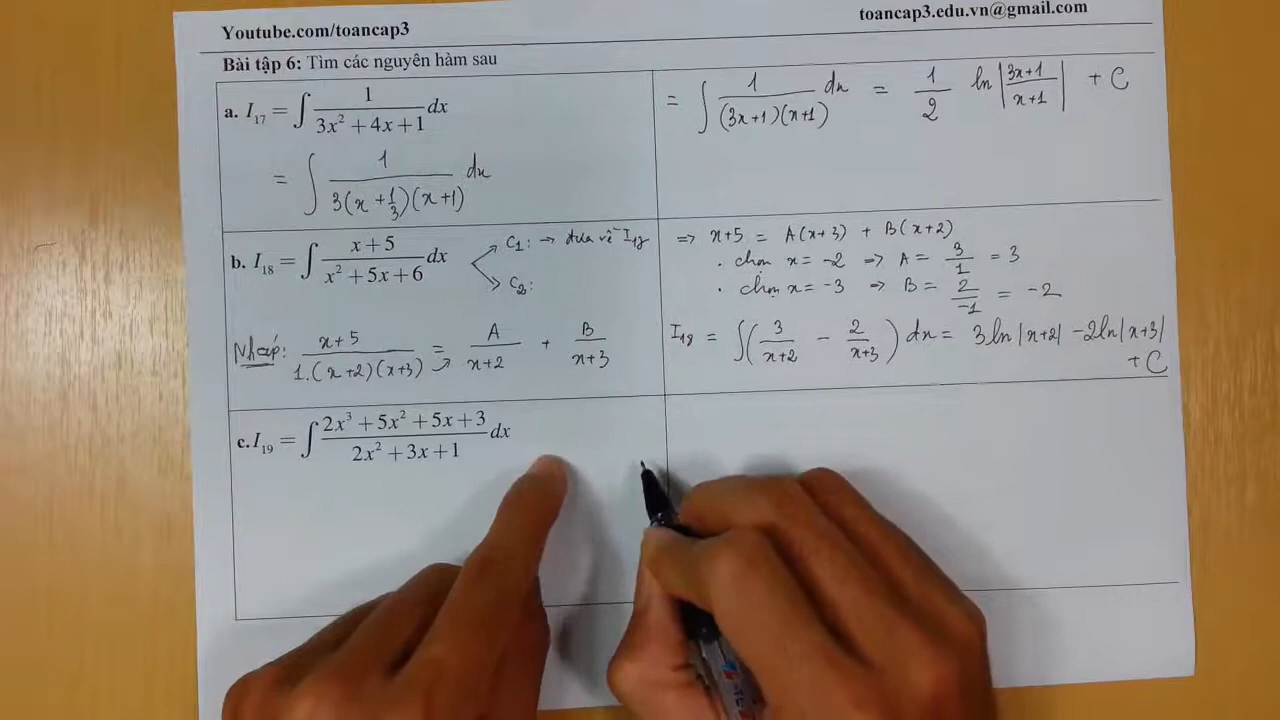 Youtube.com/toancap3
toancap3.edu.vn@gmail.com
Bài tập 6: Tìm các nguyên hàm sau
a. I₁₇ = ∫ 1/(3x² + 4x + 1) dx
= ∫ 1/(3(x + 1/3)(x + 1)) dx
= ∫ 1/((3x+1)(x+1)) dx = 1/2 ln|(3x+1)/(x+1)| + C
b. I₁₈ = ∫ (x + 5)/(x² + 5x + 6) dx
C₁: → đưa về I₁₇
C₂:
Nháp: (x+5)/(1.(x+2)(x+3)) = A/(x+2) + B/(x+3)
⇒ x+5 = A(x+3) + B(x+2)
. chọn x = -2 ⇒ A = 3/1 = 3
. chọn x = -3 ⇒ B = 2/-1 = -2
I₁₈ = ∫(3/(x+2) - 2/(x+3)) dx = 3ln|x+2| - 2ln|x+3|
+ C
c. I₁₉ = ∫ (2x³ + 5x² + 5x + 3)/(2x² + 3x + 1) dx